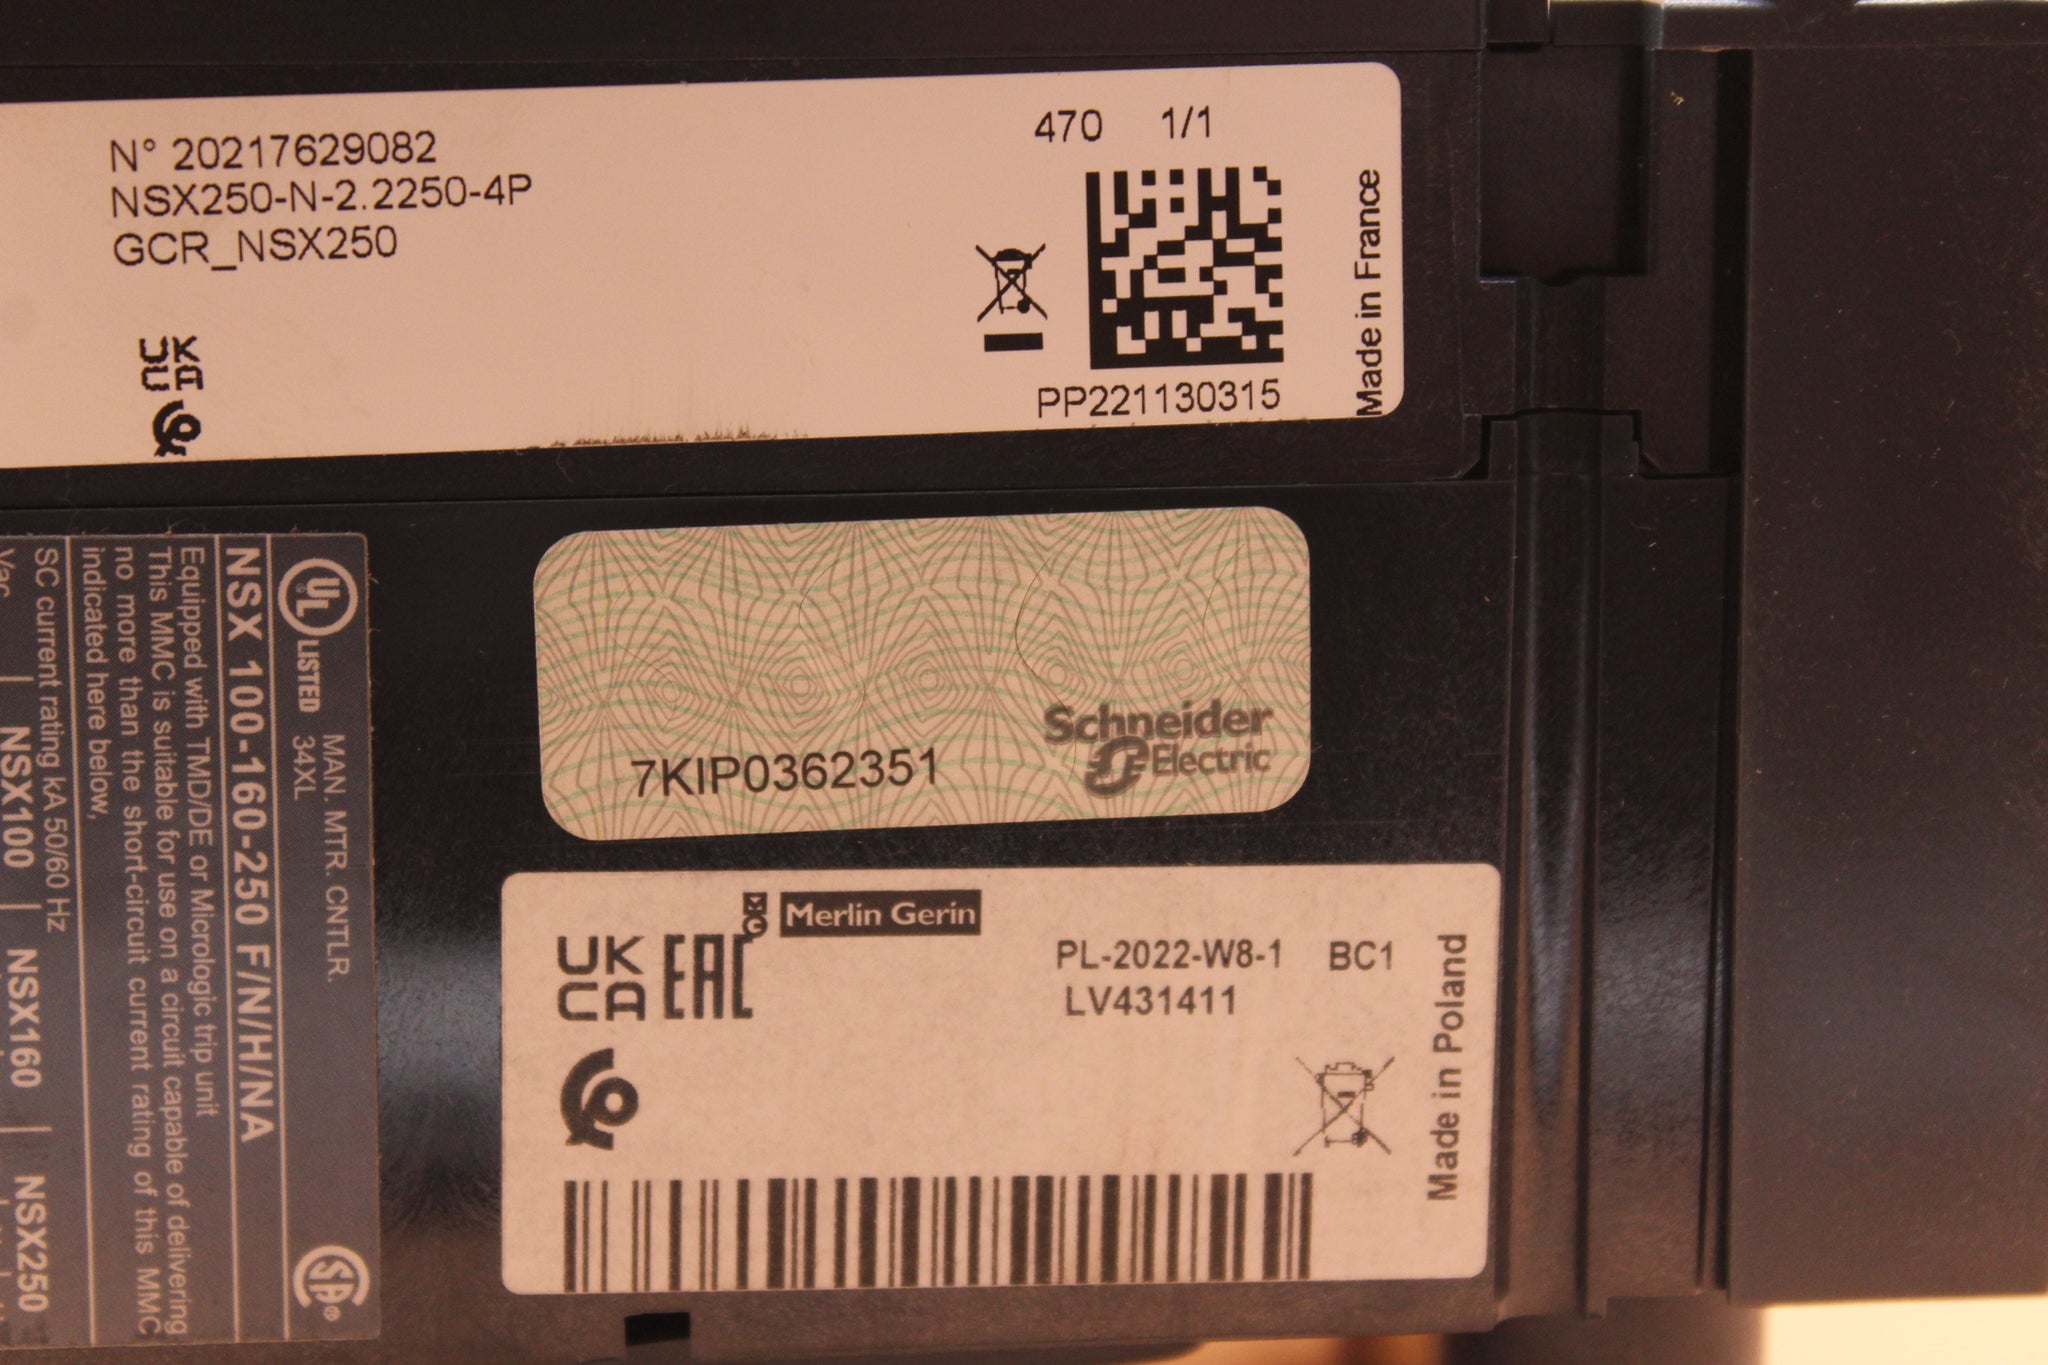 N° 20217629082
NSX250-N-2.2250-4P
GCR_NSX250
470 1/1
PP221130315
Made in France
UK
CA
UL LISTED
MAN. MTR. CNTLR.
34XL
NSX 100-160-250 F/N/H/NA
Equipped with TMD/DE or Micrologic trip unit
This MMC is suitable for use on a circuit capable of delivering
no more than the short-circuit current rating of this MMC
indicated here below,
SC current rating kA 50/60 Hz
Vac NSX100 NSX160 NSX250
SA
7KIP0362351
Schneider
Electric
Merlin Gerin
UK
CA
EAC
PL-2022-W8-1 BC1
LV431411
Made in Poland